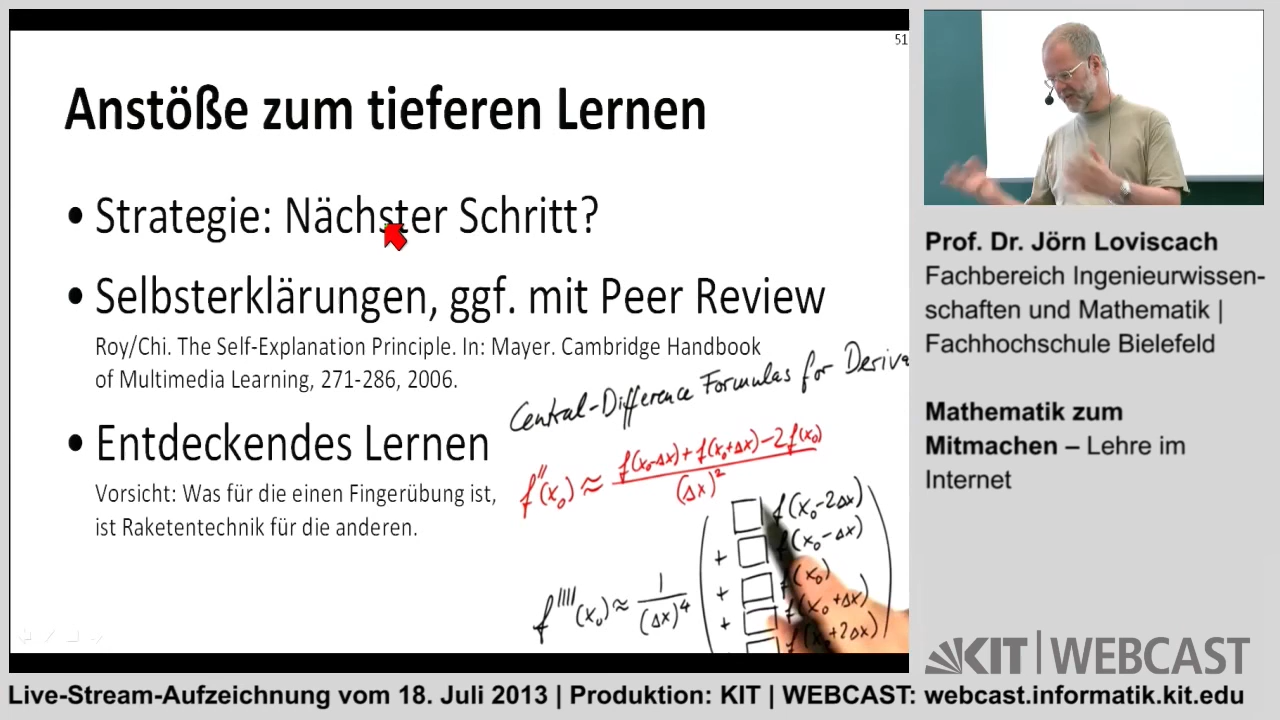 51
Anstöße zum tieferen Lernen
• Strategie: Nächster Schritt?
• Selbsterklärungen, ggf. mit Peer Review
Roy/Chi. The Self-Explanation Principle. In: Mayer. Cambridge Handbook
of Multimedia Learning, 271-286, 2006.
• Entdeckendes Lernen
Vorsicht: Was für die einen Fingerübung ist,
ist Raketentechnik für die anderen.
Central-Difference Formulas for Deriva
f''(x₀) ≈ f(x₀-Δx)+f(x₀+Δx)-2f(x₀)
(Δx)²
□ f(x₀-2Δx)
+ □ f(x₀-Δx)
+ □ f(x₀)
f''''(x₀) ≈ 1/(Δx)⁴
+ □ f(x₀+Δx)
□ f(x₀+2Δx)
Prof. Dr. Jörn Loviscach
Fachbereich Ingenieurwissen-
schaften und Mathematik |
Fachhochschule Bielefeld
Mathematik zum
Mitmachen – Lehre im
Internet
KIT | WEBCAST
Live-Stream-Aufzeichnung vom 18. Juli 2013 | Produktion: KIT | WEBCAST: webcast.informatik.kit.edu